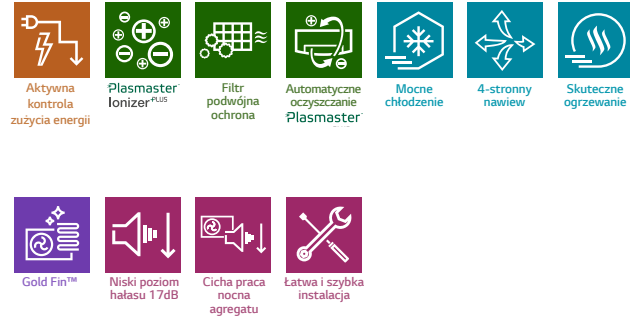 Aktywna
kontrola
zużycia energii
Plasmaster
Ionizer PLUS
Filtr
podwójna
ochrona
Automatyczne
oczyszczanie
Plasmaster
Mocne
chłodzenie
4-stronny
nawiew
Skuteczne
ogrzewanie
Gold Fin™
Niski poziom
hałasu 17dB
Cicha praca
nocna
agregatu
Łatwa i szybka
instalacja